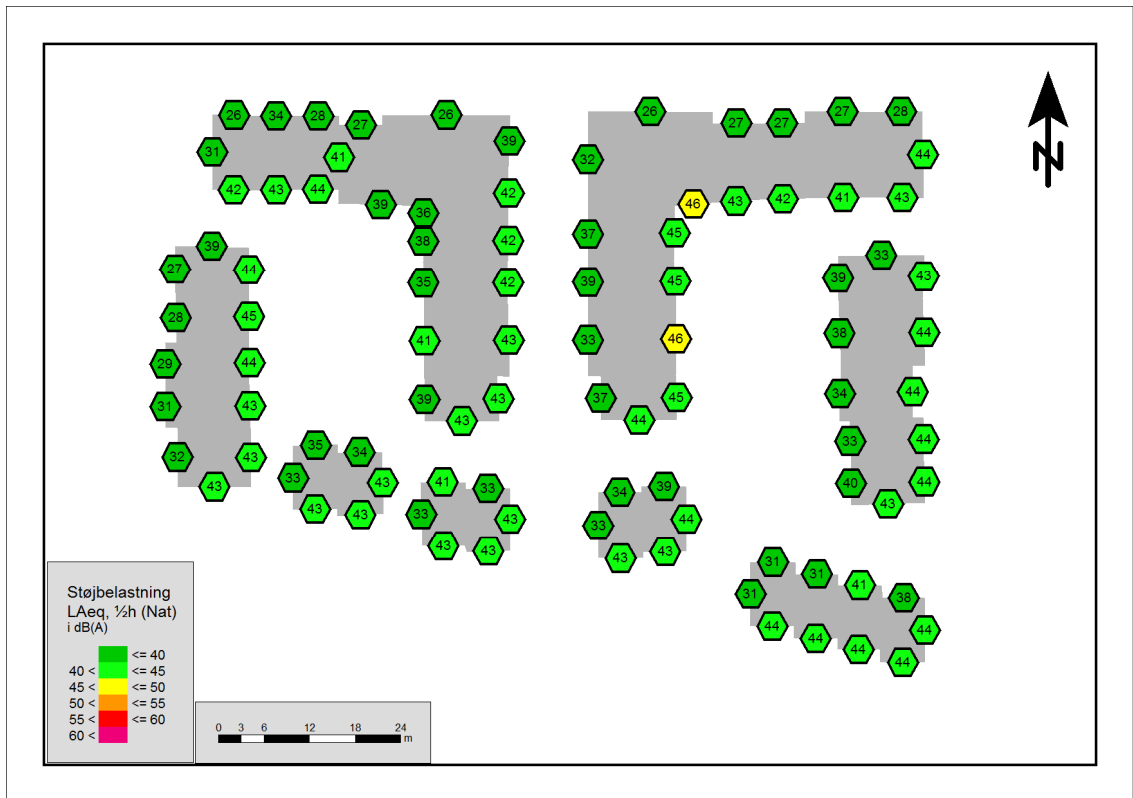 26 34 28 27 26 26 27 27 27 28
31 41 39 32 44
42 43 44 39 36 42 46 43 42 41 43
39 38 42 37 45 33
27 44 35 42 39 45 39 43
28 45 41 43 33 46 38 44
29 44 39 43 37 45 34 44
31 43 43 44 33 44
32 43 35 34 40 44
43 33 43 41 33 34 39 43
43 43 33 43 33 44
43 43 43 43
31 31 41 38
31 44
44 44 44 44
Støjbelastning
LAeq, ½h (Nat)
i dB(A)
<= 40
40 < <= 45
45 < <= 50
50 < <= 55
55 < <= 60
60 <
0 3 6 12 18 24
m
N